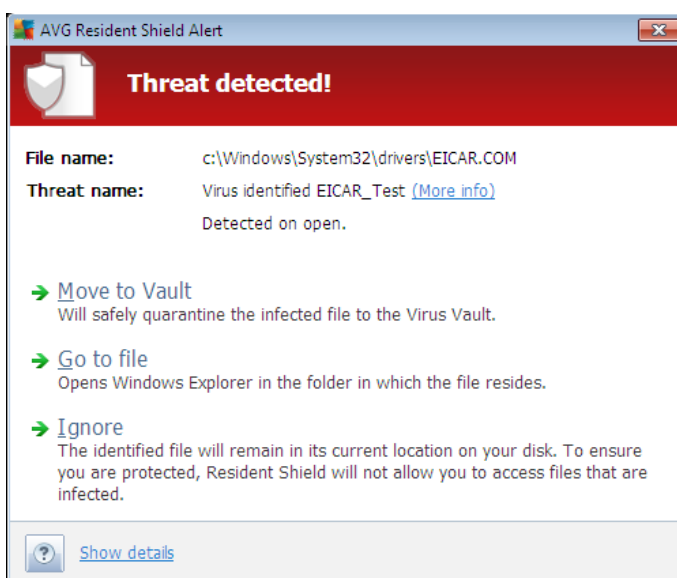 AVG Resident Shield Alert
Threat detected!
File name: c:\Windows\System32\drivers\EICAR.COM
Threat name: Virus identified EICAR_Test (More info)
Detected on open.
Move to Vault
Will safely quarantine the infected file to the Virus Vault.
Go to file
Opens Windows Explorer in the folder in which the file resides.
Ignore
The identified file will remain in its current location on your disk. To ensure
you are protected, Resident Shield will not allow you to access files that are
infected.
? Show details